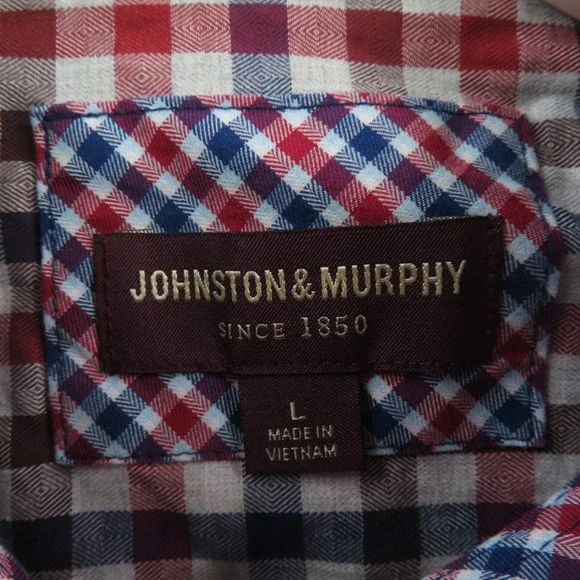 JOHNSTON & MURPHY
SINCE 1850
L
MADE IN
VIETNAM